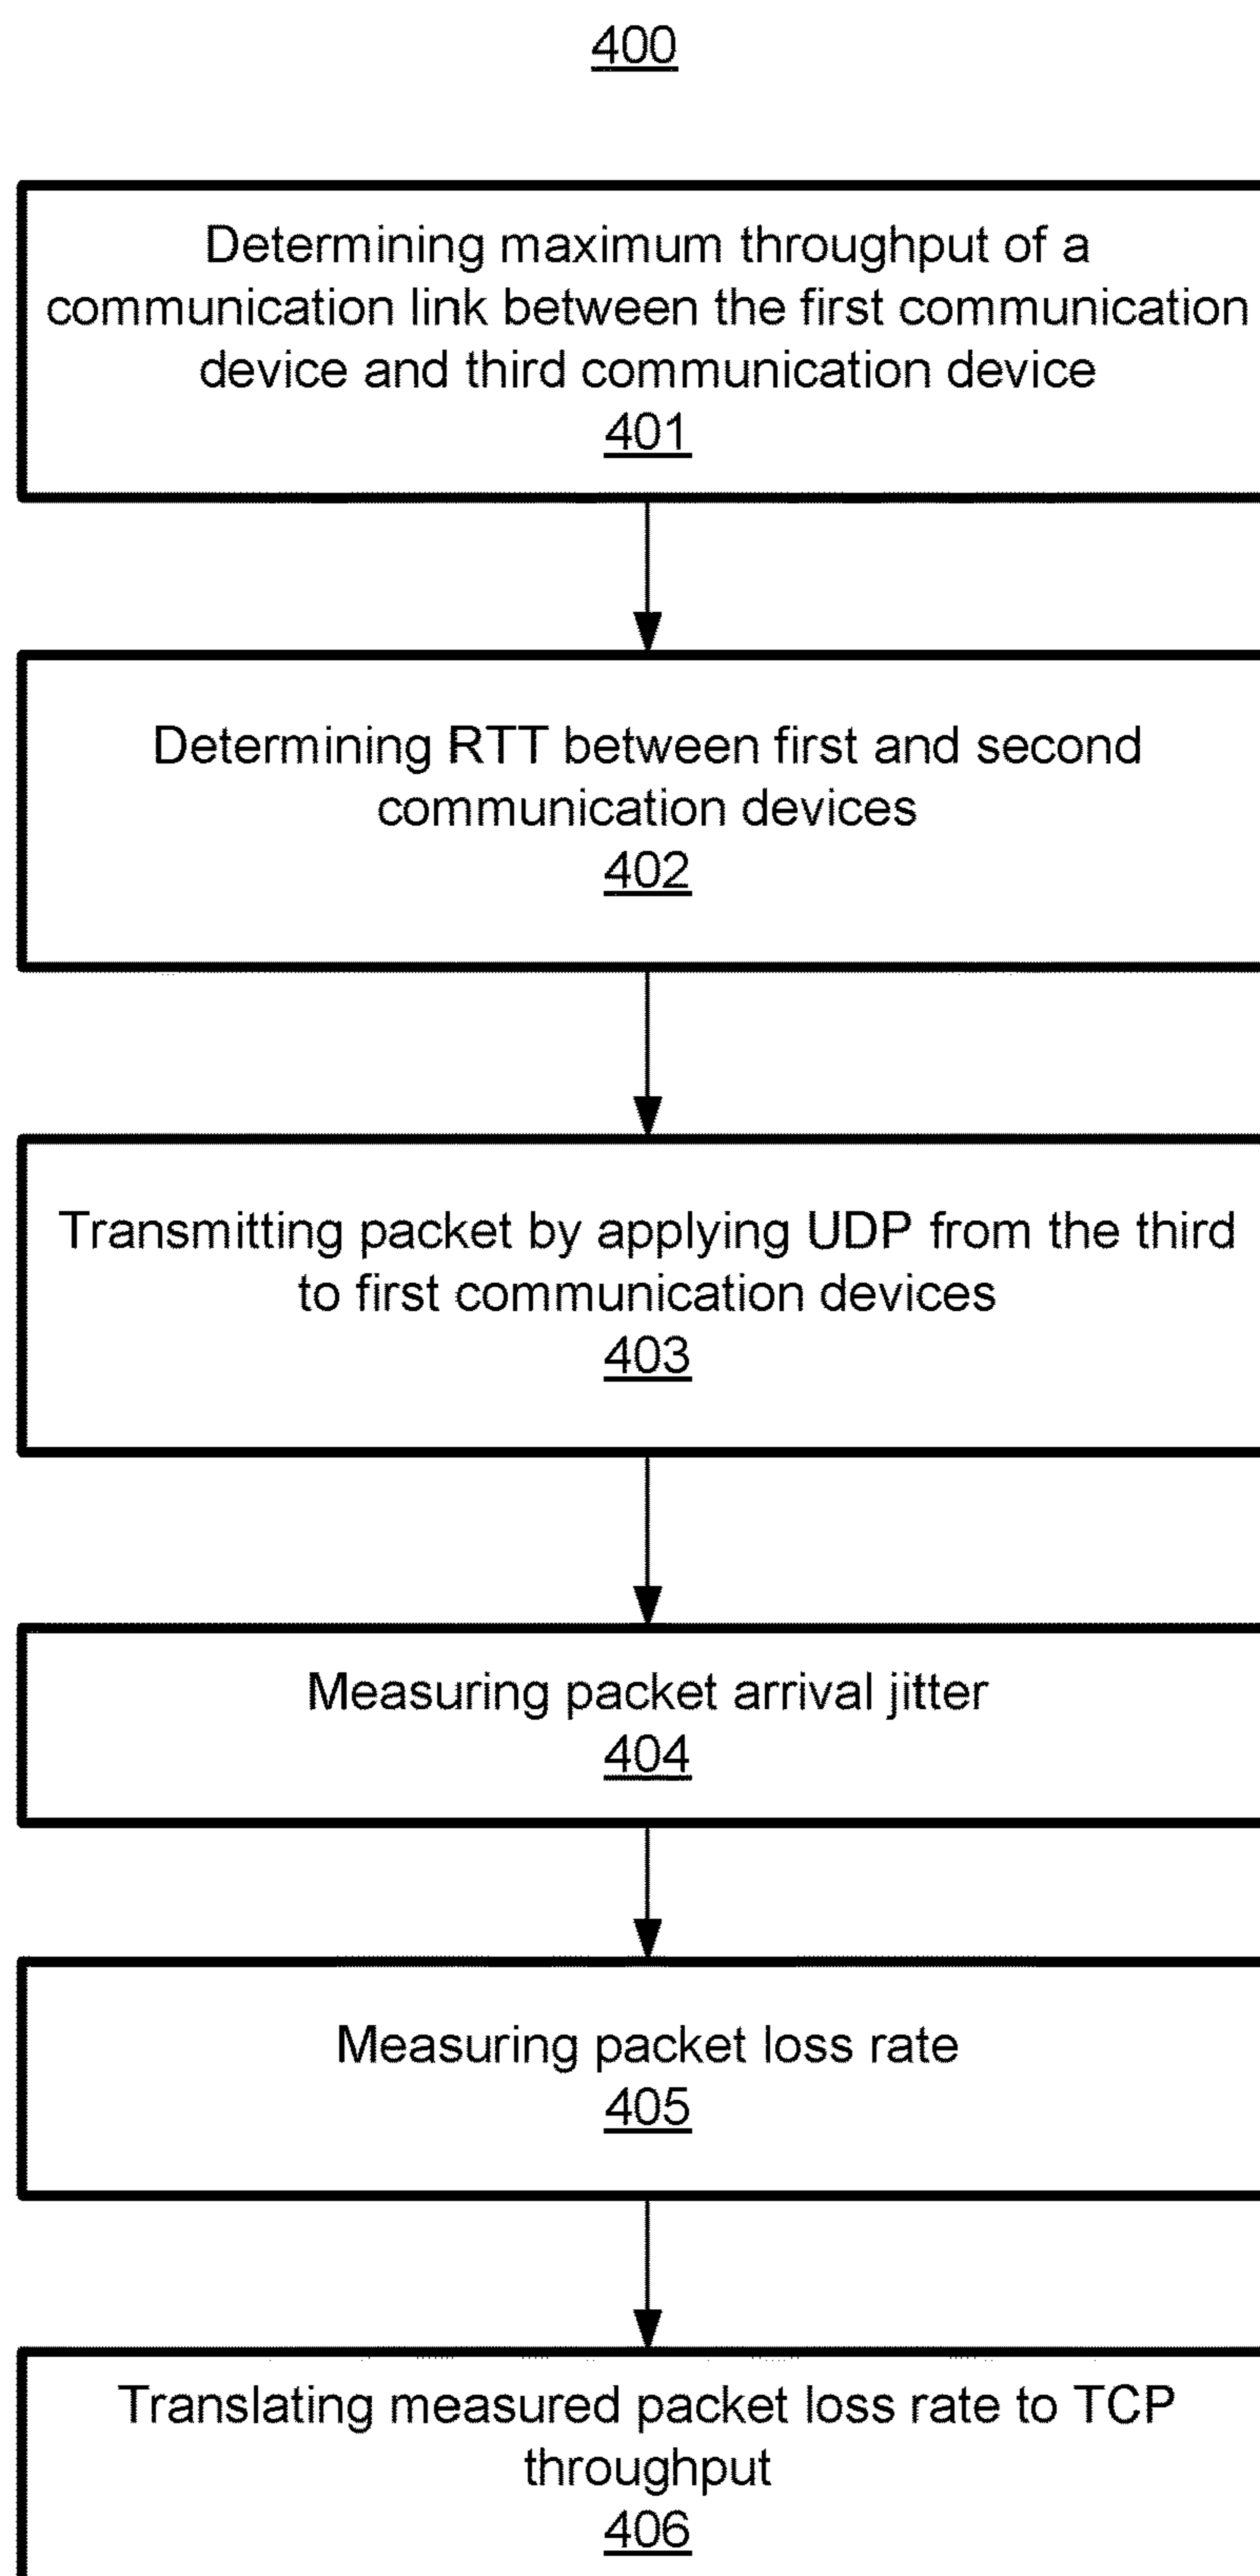 400
Determining maximum throughput of a
communication link between the first communication
device and third communication device
401
Determining RTT between first and second
communication devices
402
Transmitting packet by applying UDP from the third
to first communication devices
403
Measuring packet arrival jitter
404
Measuring packet loss rate
405
Translating measured packet loss rate to TCP
throughput
406